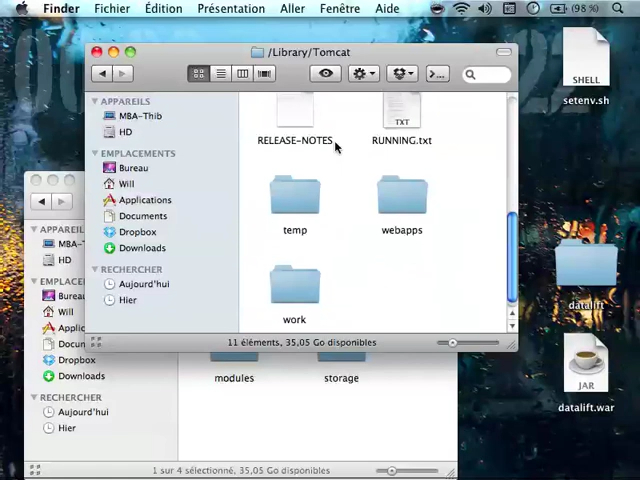 Finder Fichier Édition Présentation Aller Fenêtre Aide (98 %)
/Library/Tomcat
APPAREILS
MBA-Thib
HD
EMPLACEMENTS
Bureau
Will
Applications
Documents
Dropbox
Downloads
RECHERCHER
Aujourd'hui
Hier
RELEASE-NOTES
TXT
RUNNING.txt
temp
webapps
work
11 éléments, 35,05 Go disponibles
SHELL
setenv.sh
datalift
JAR
datalift.war
APPAREI
MBA-
HD
EMPLACE
Burea
Will
Applic
Docum
Dropbox
Downloads
RECHERCHER
Aujourd'hui
Hier
modules
storage
1 sur 4 sélectionné, 35,05 Go disponibles